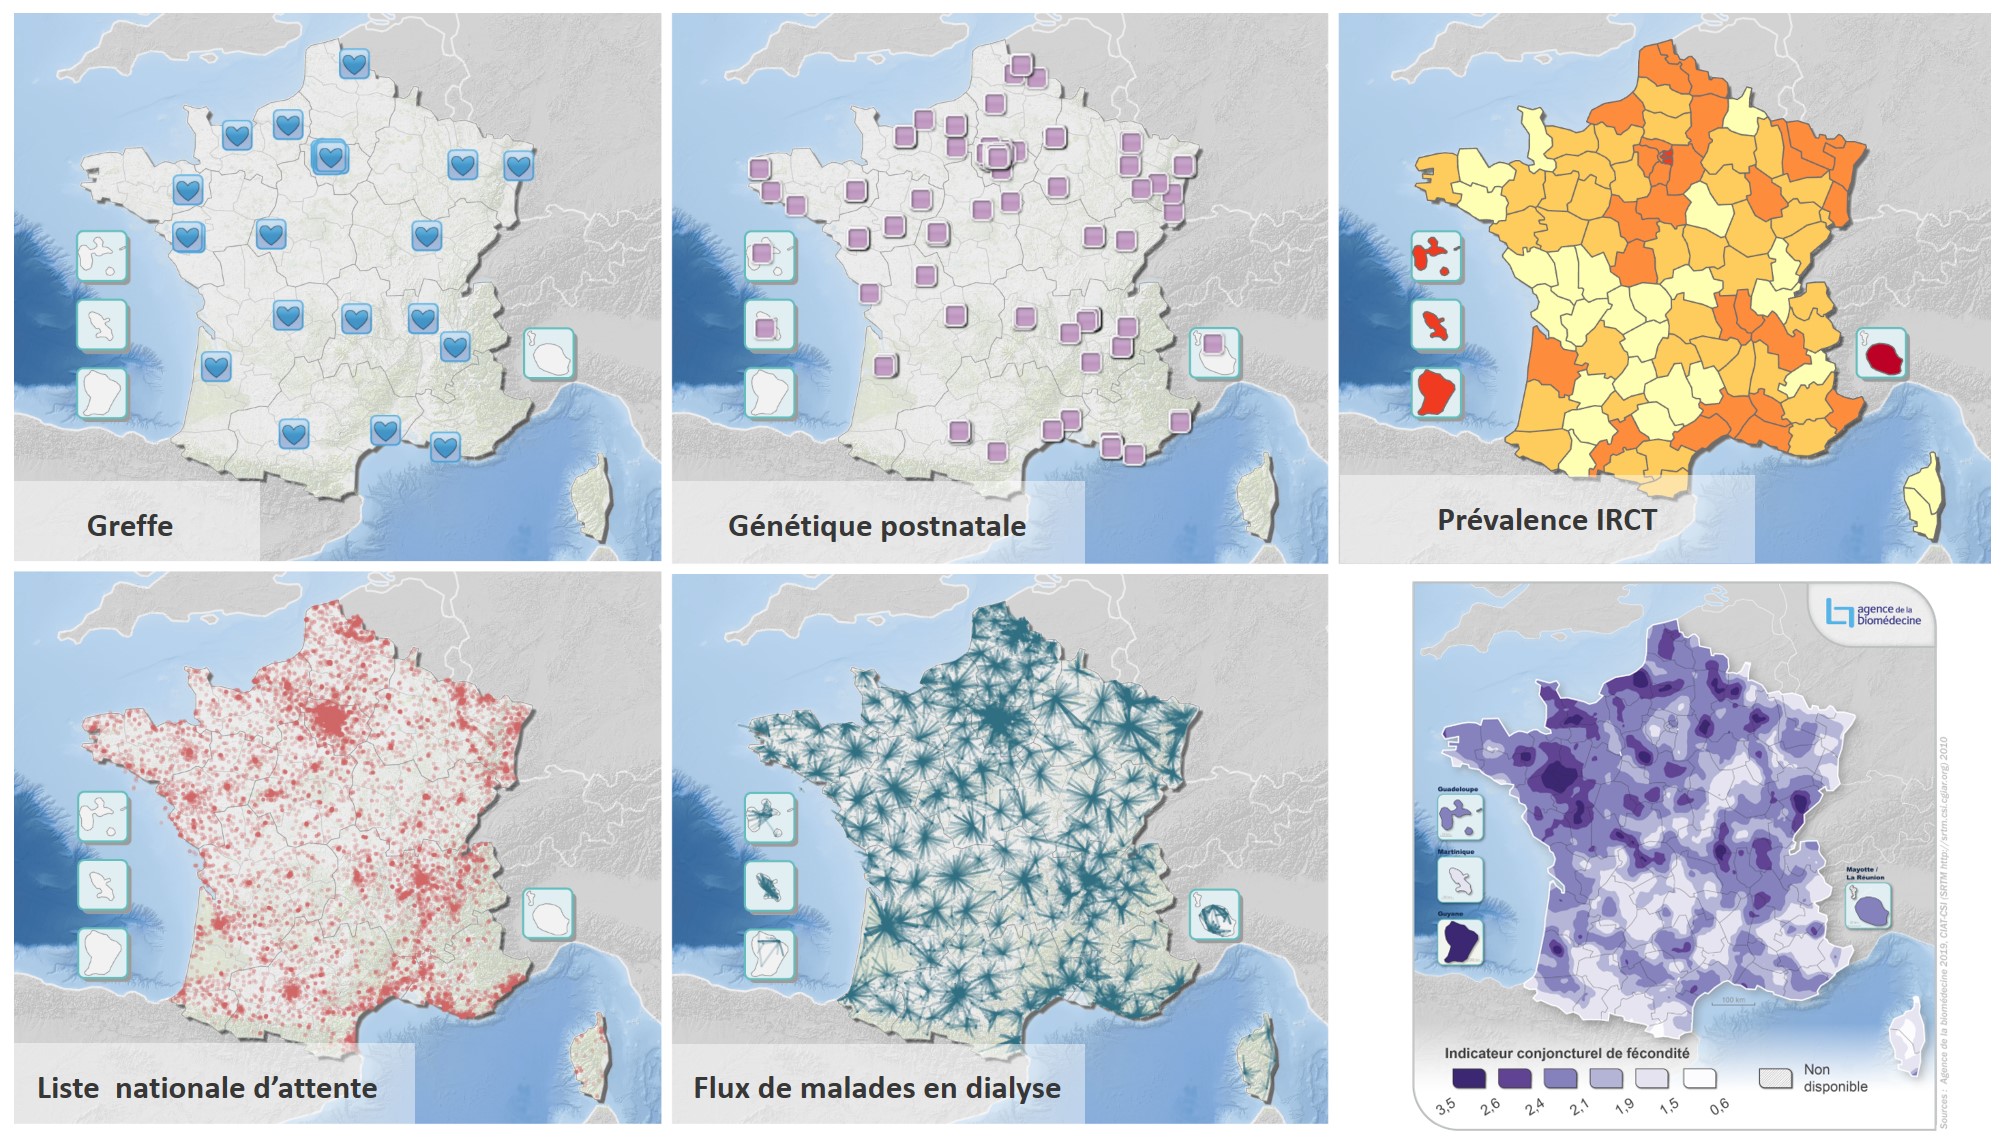 Greffe
Génétique postnatale
Prévalence IRCT
Liste nationale d'attente
Flux de malades en dialyse
agence de la
biomédecine
Guadeloupe
Martinique
Guyane
Mayotte /
La Réunion
100 km
Indicateur conjoncturel de fécondité
Non
disponible
3,5 2,6 2,4 2,1 1,9 1,5 0,6
Sources : Agence de la biomédecine 2019, CIAT-CSI (SRTM http://srtm.csi.cgiar.org) 2010